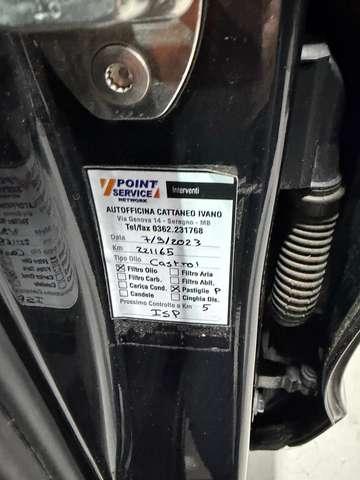 POINT
SERVICE
NETWORK
Interventi
AUTOFFICINA CATTANEO IVANO
Via Genova 14 - Seregno - MB
Tel/fax 0362.231768
Data 7/9/2023
Km 221165
Tipo Olio Castrol
Filtro Olio Filtro Aria
Filtro Carb. Filtro Abit.
Carica Cond. Pastiglie P
Candele Cinghia Dis.
Prossimo Controllo a Km 5
ISP